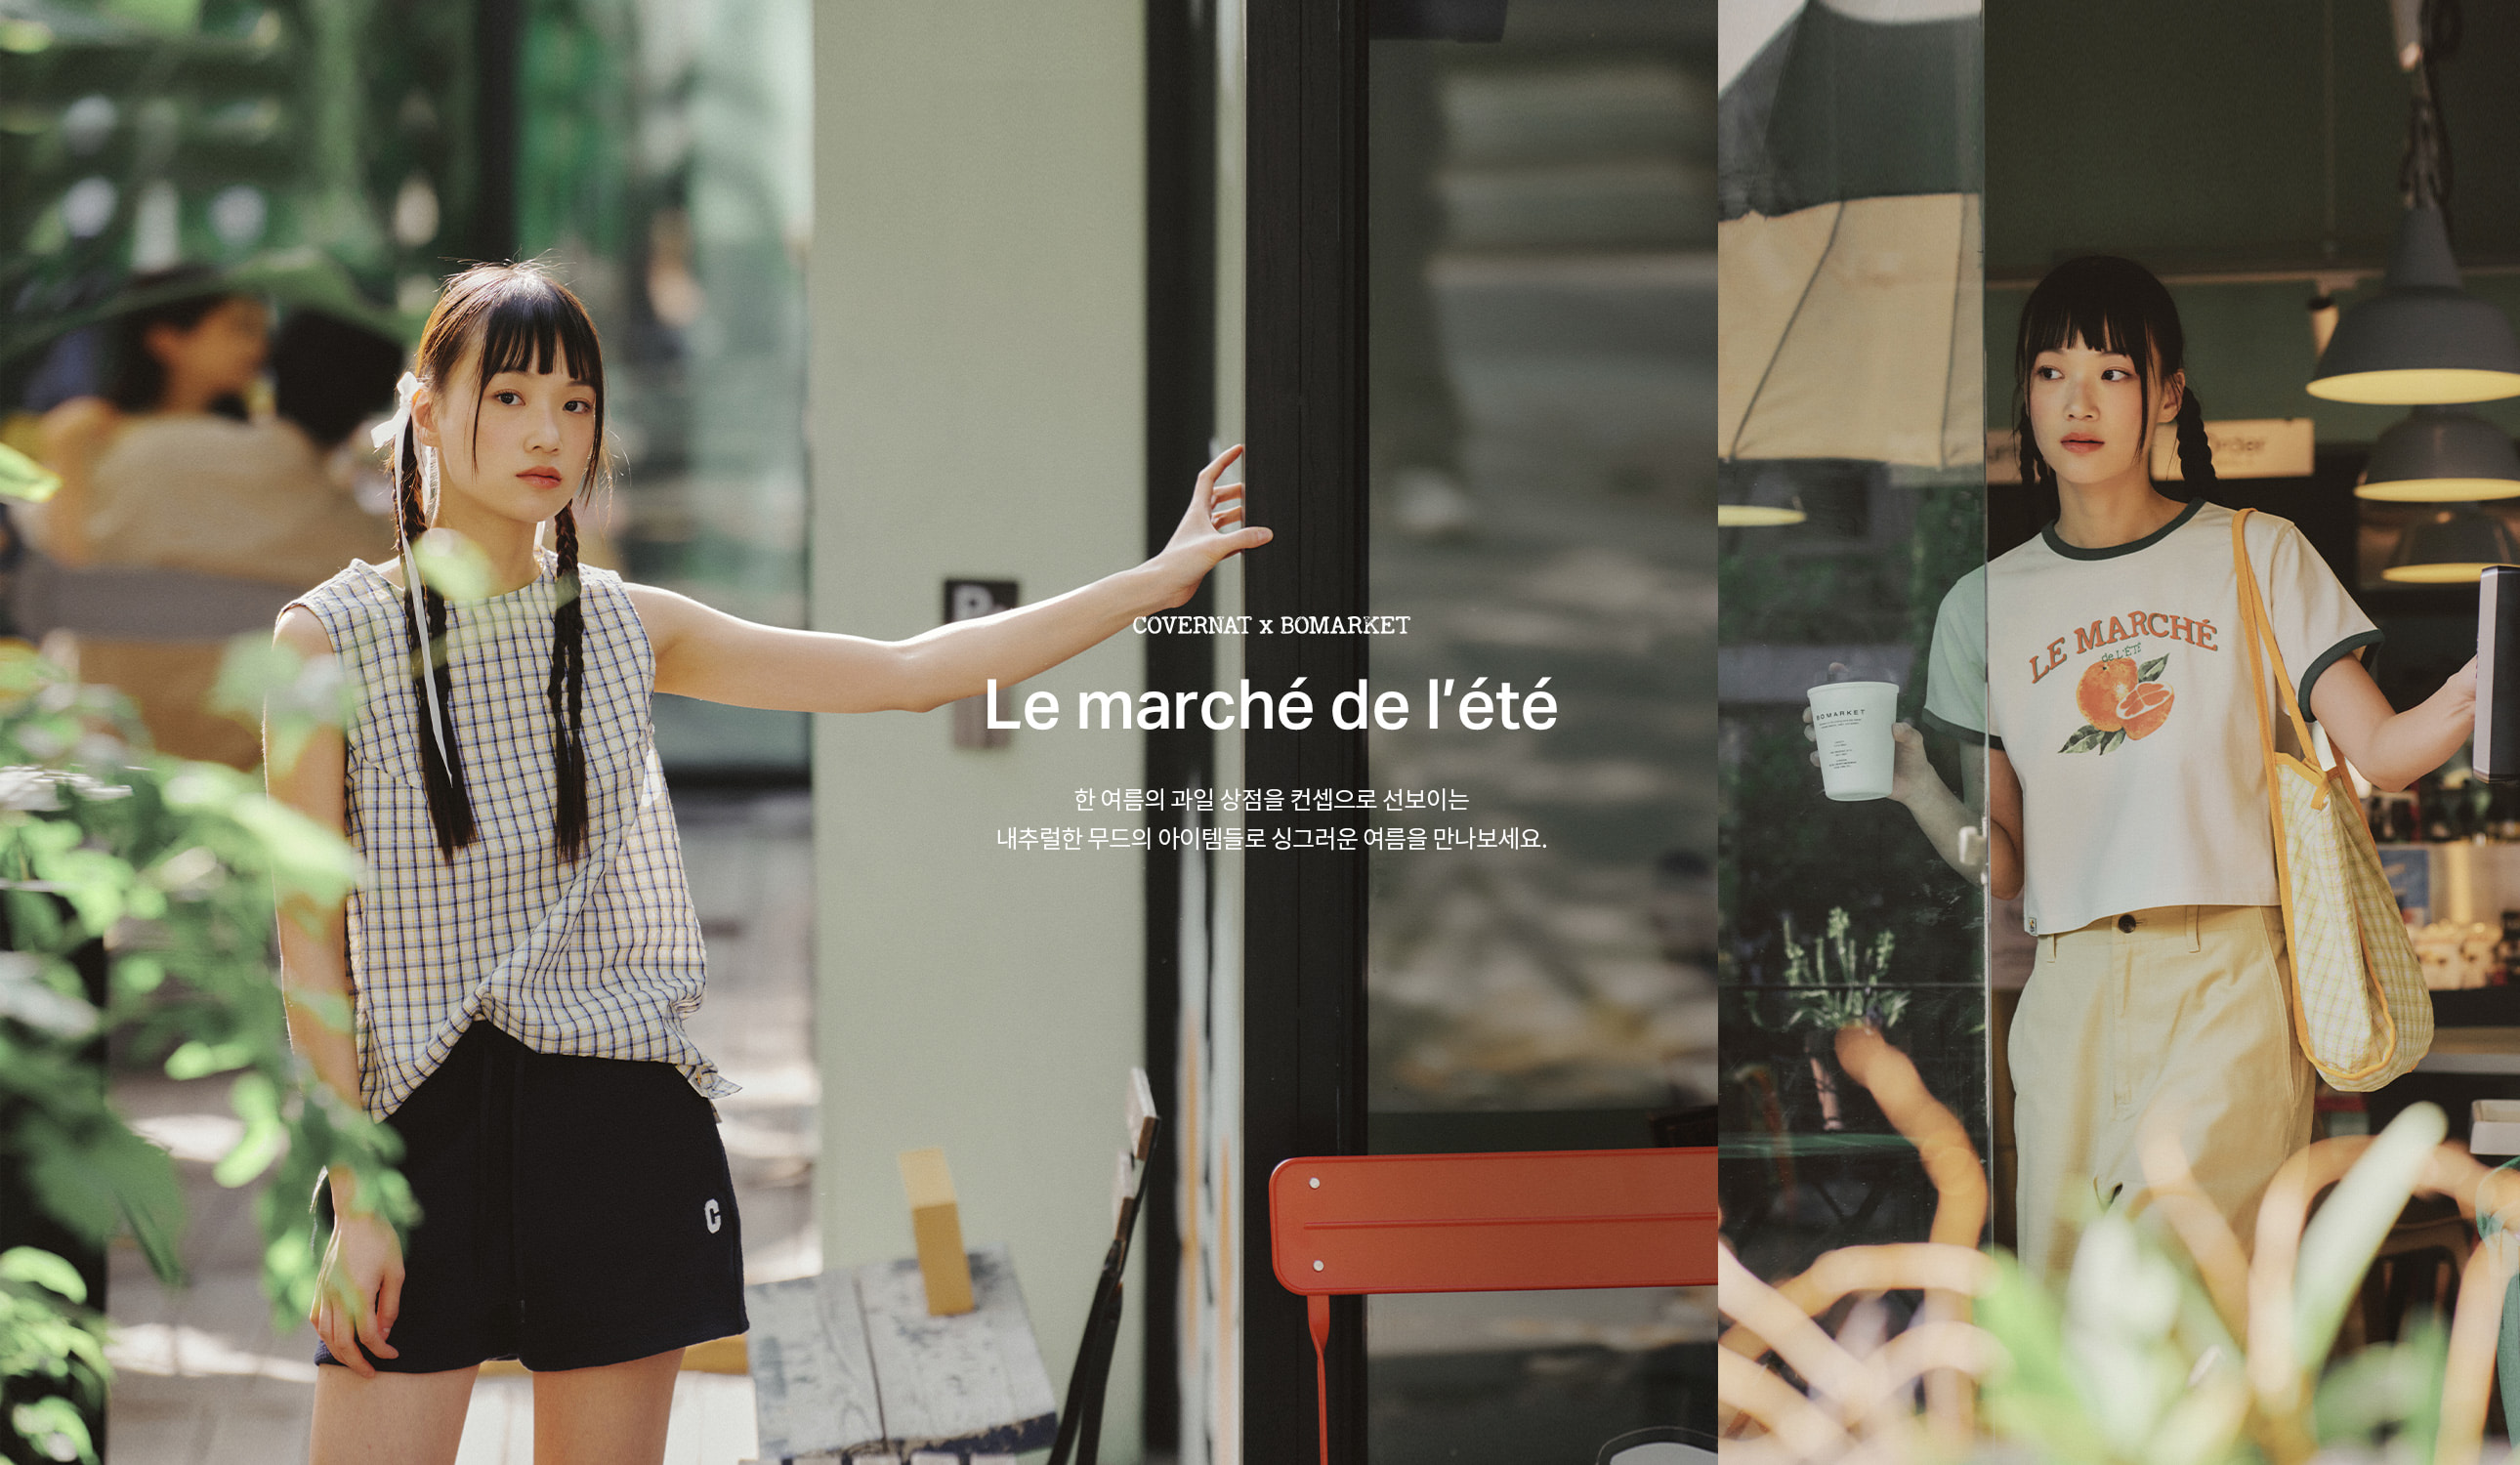 COVERNAT x BOMARKET
Le marché de l’été
한 여름의 과일 상점을 컨셉으로 선보이는
내추럴한 무드의 아이템들로 싱그러운 여름을 만나보세요.
LE MARCHÉ
de L'ÉTÉ
BOMARKET
C
P